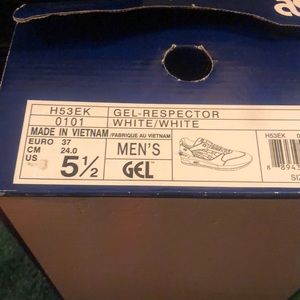 H53EK GEL-RESPECTOR
0101 WHITE/WHITE
MADE IN VIETNAM/FABRIQUE AU VIETNAM
EURO 37
CM 24.0
US 5½
MEN'S
GEL
H53EK